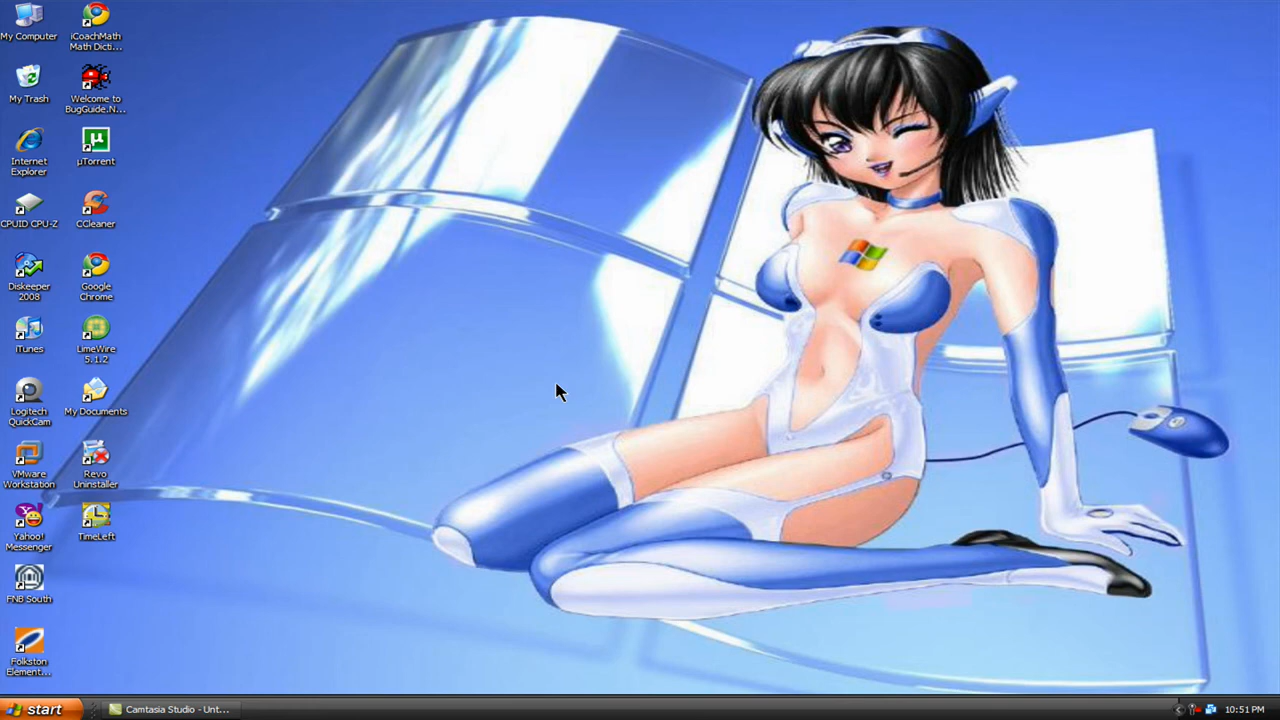 My Computer
iCoachMath
Math Dicti...
My Trash
Welcome to
BugGuide.N...
Internet
Explorer
µTorrent
CPUID CPU-Z
CCleaner
Diskeeper
2008
Google
Chrome
iTunes
LimeWire
5.1.2
Logitech
QuickCam
My Documents
VMware
Workstation
Revo
Uninstaller
Yahoo!
Messenger
TimeLeft
FNB South
Folkston
Element...
start
Camtasia Studio - Unt...
10:51 PM